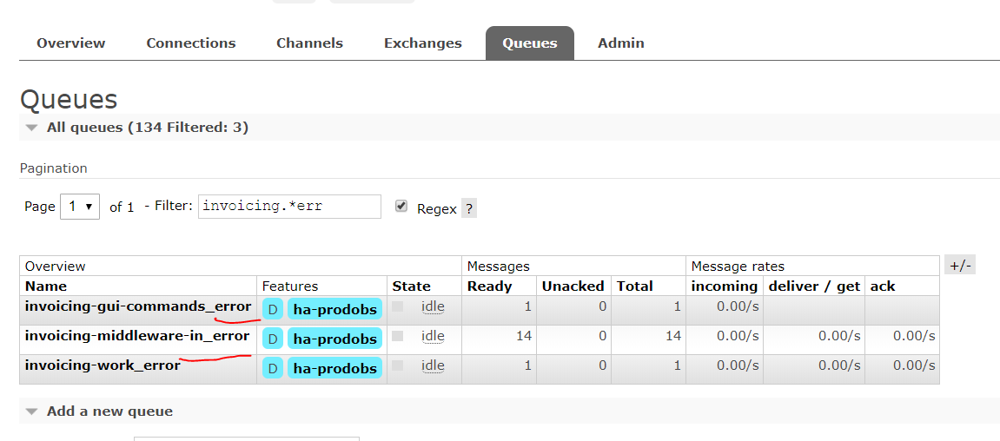 Overview Connections Channels Exchanges Queues Admin
Queues
All queues (134 Filtered: 3)
Pagination
Page 1 of 1 - Filter: invoicing.*err Regex ?
Overview Messages Message rates +/-
Name Features State Ready Unacked Total incoming deliver / get ack
invoicing-gui-commands_error D ha-prodobs idle 1 0 1 0.00/s
invoicing-middleware-in_error D ha-prodobs idle 14 0 14 0.00/s 0.00/s 0.00/s
invoicing-work_error D ha-prodobs idle 1 0 1 0.00/s 0.00/s 0.00/s
Add a new queue